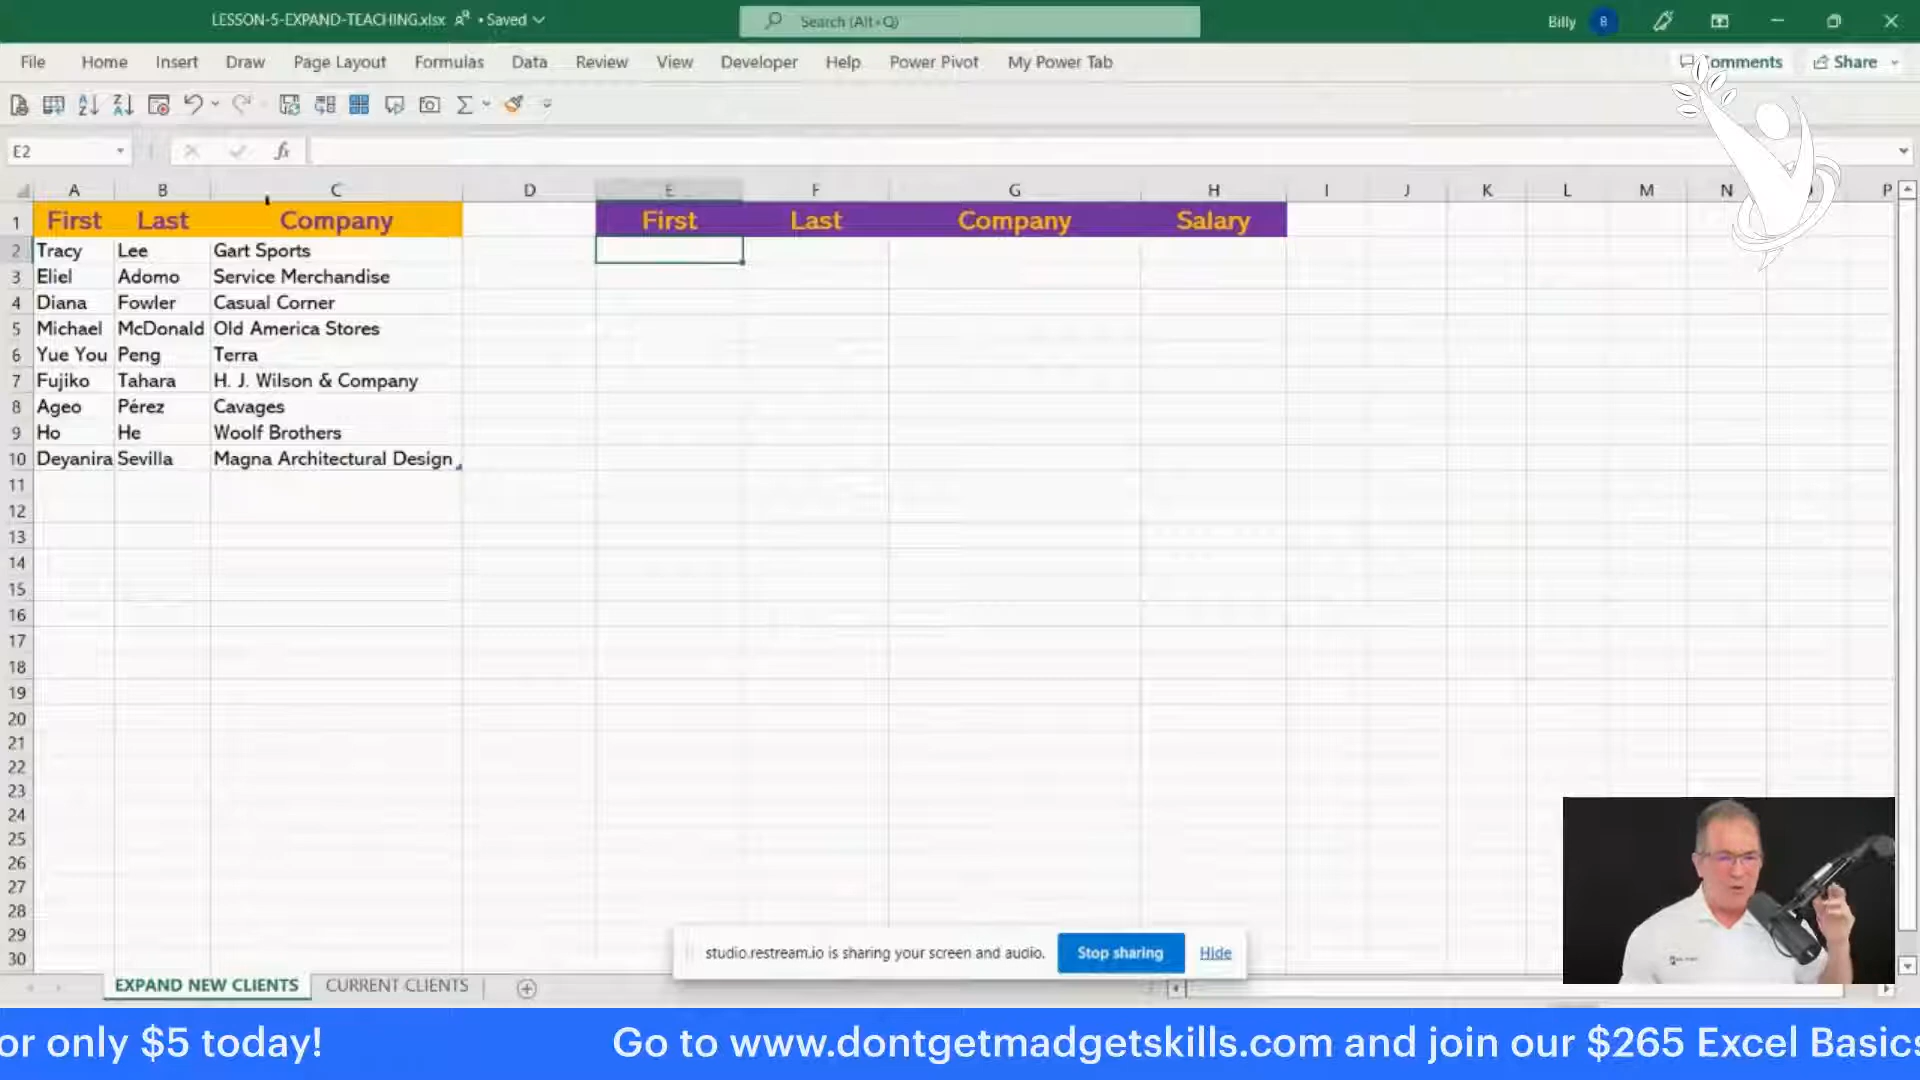 LESSON-5-EXPAND-TEACHING.xlsx • Saved
Search (Alt+Q)
Billy B
File Home Insert Draw Page Layout Formulas Data Review View Developer Help Power Pivot My Power Tab
Comments Share
E2 fx
A B C D E F G H I J K L M N P
1 First Last Company First Last Company Salary
2 Tracy Lee Gart Sports
3 Eliel Adomo Service Merchandise
4 Diana Fowler Casual Corner
5 Michael McDonald Old America Stores
6 Yue You Peng Terra
7 Fujiko Tahara H. J. Wilson & Company
8 Ageo Pérez Cavages
9 Ho He Woolf Brothers
10 Deyanira Sevilla Magna Architectural Design
11
12
13
14
15
16
17
18
19
20
21
22
23
24
25
26
27
28
29
30
studio.restream.io is sharing your screen and audio. Stop sharing Hide
EXPAND NEW CLIENTS CURRENT CLIENTS
or only $5 today! Go to www.dontgetmadgetskills.com and join our $265 Excel Basics